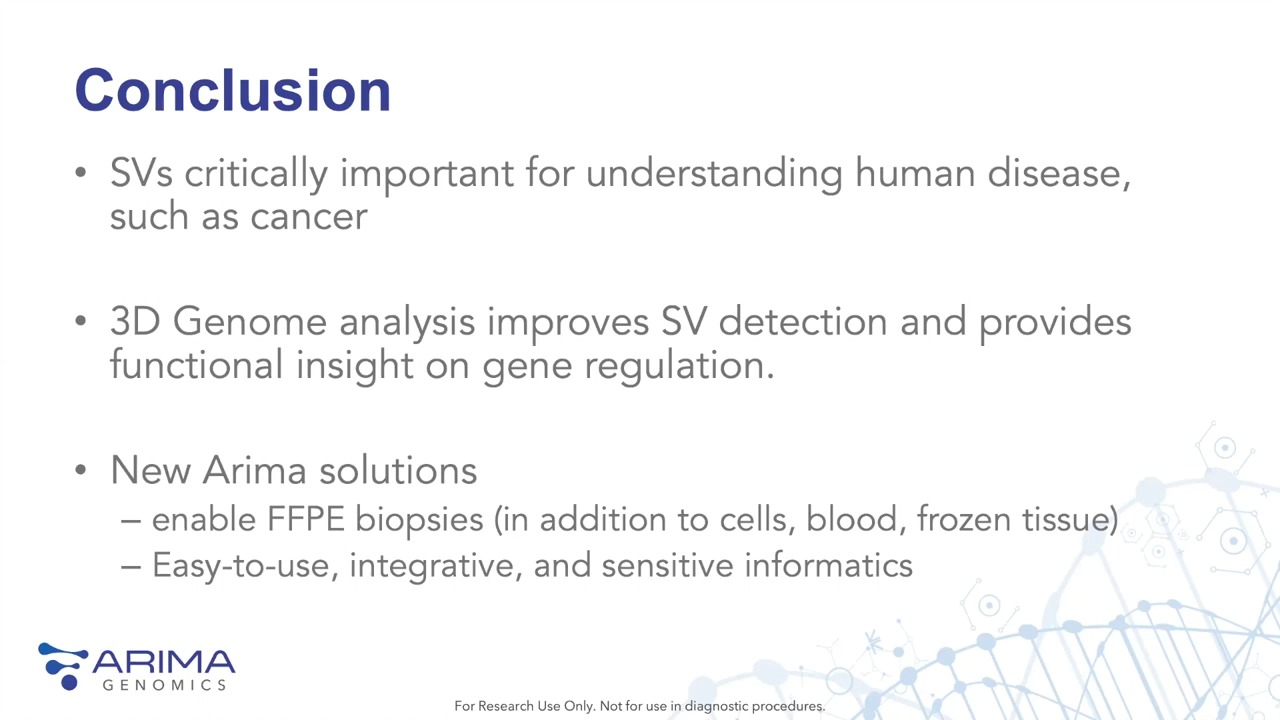 Conclusion
• SVs critically important for understanding human disease,
such as cancer
• 3D Genome analysis improves SV detection and provides
functional insight on gene regulation.
• New Arima solutions
– enable FFPE biopsies (in addition to cells, blood, frozen tissue)
– Easy-to-use, integrative, and sensitive informatics
ARIMA
GENOMICS
For Research Use Only. Not for use in diagnostic procedures.